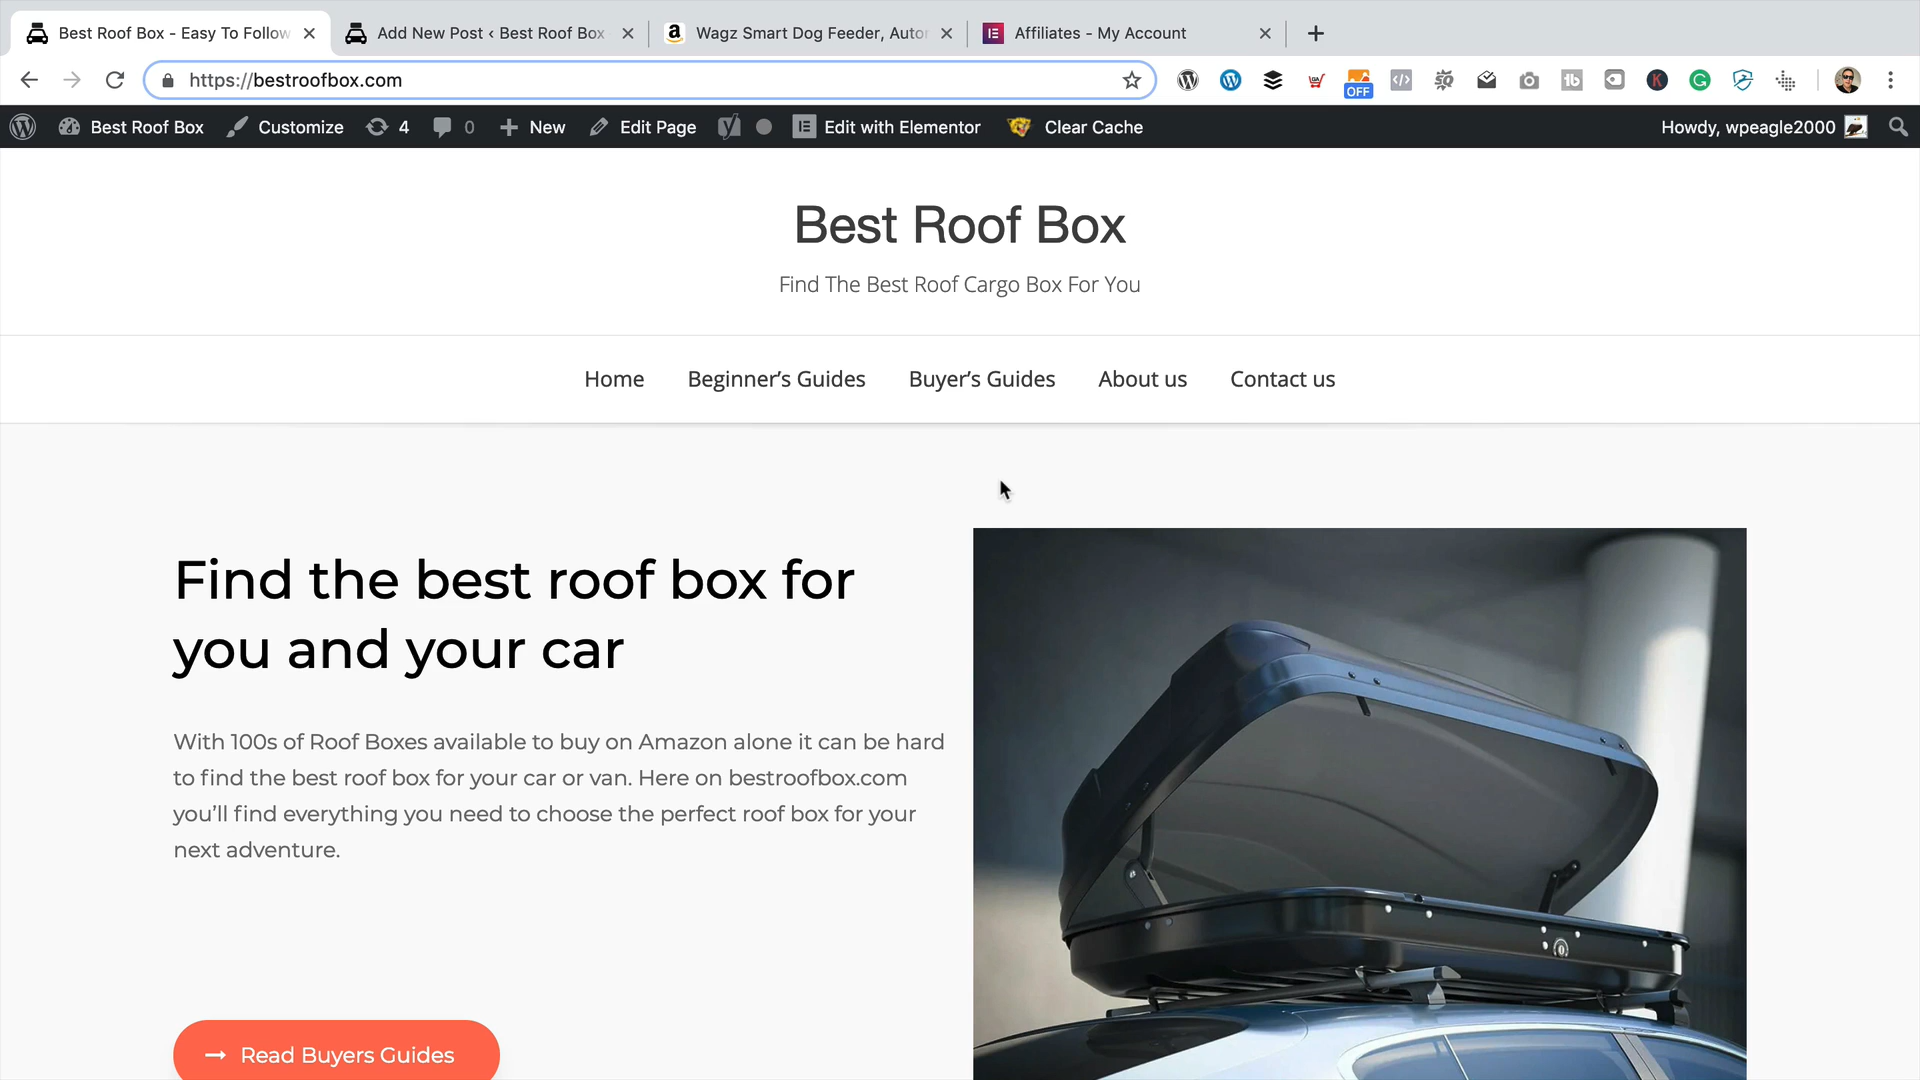 Best Roof Box - Easy To Follow
Add New Post ‹ Best Roof Box
Wagz Smart Dog Feeder, Autor
Affiliates - My Account
https://bestroofbox.com
OFF
Best Roof Box
Customize
4
0
New
Edit Page
Edit with Elementor
Clear Cache
Howdy, wpeagle2000
Best Roof Box
Find The Best Roof Cargo Box For You
Home
Beginner’s Guides
Buyer’s Guides
About us
Contact us
Find the best roof box for
you and your car
With 100s of Roof Boxes available to buy on Amazon alone it can be hard
to find the best roof box for your car or van. Here on bestroofbox.com
you’ll find everything you need to choose the perfect roof box for your
next adventure.
→ Read Buyers Guides